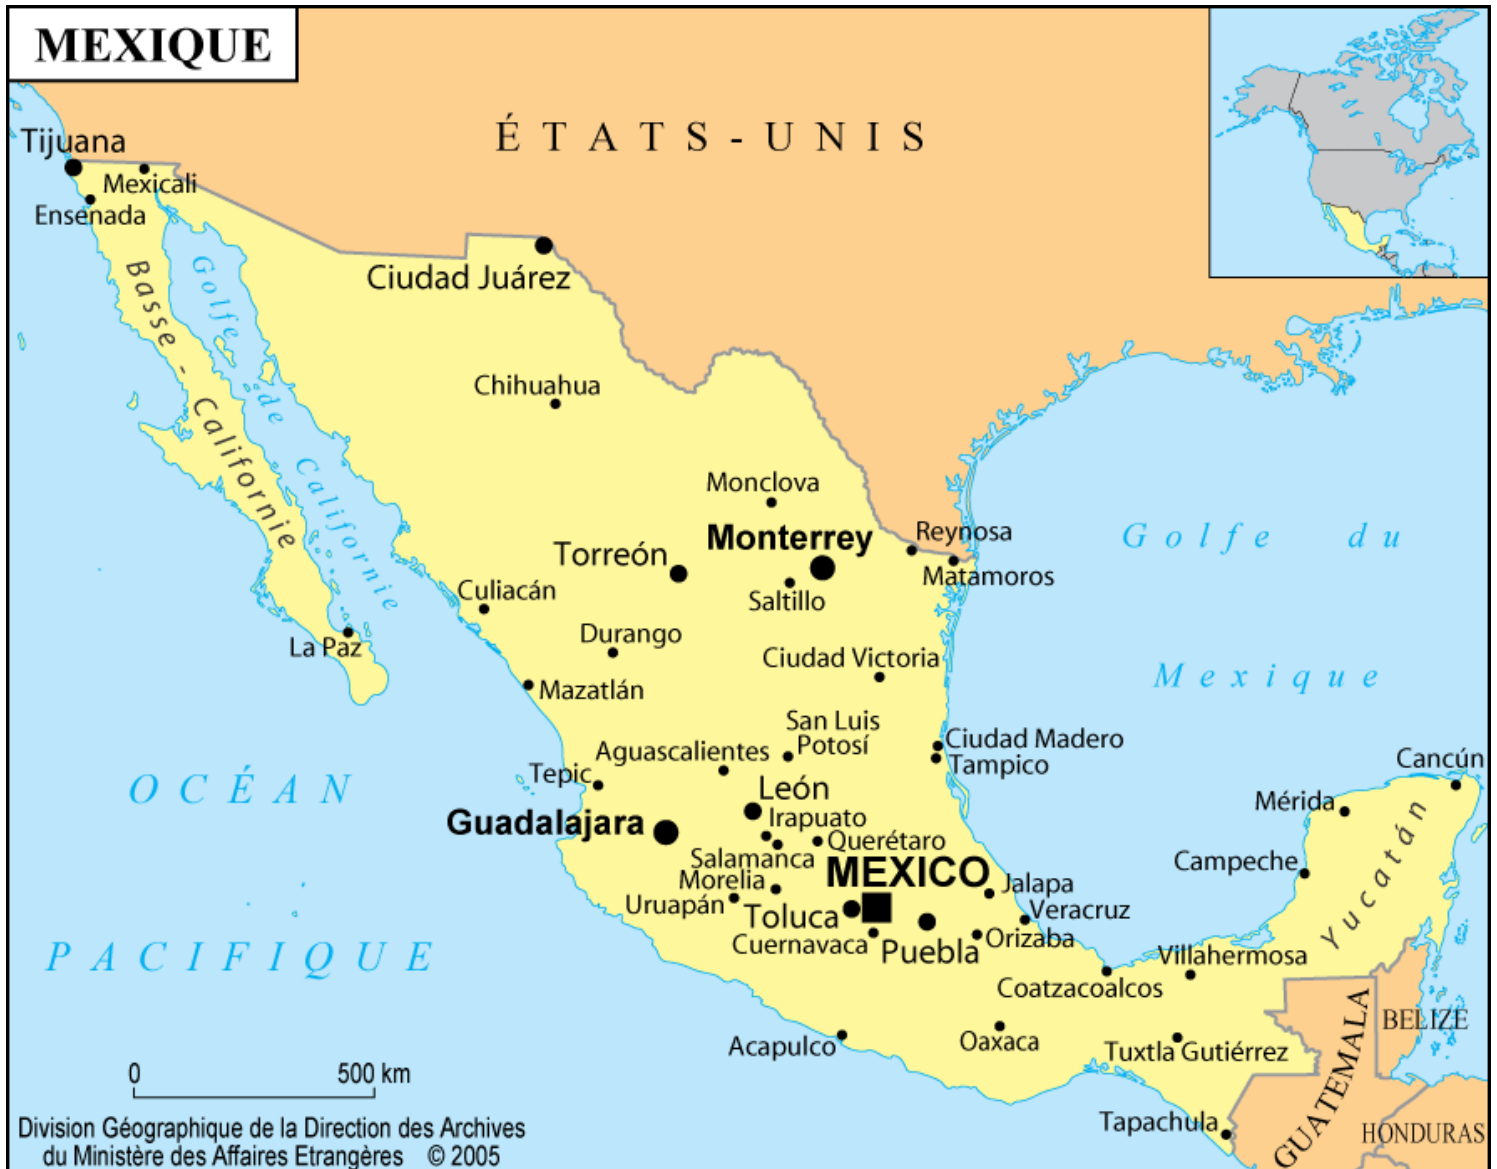 MEXIQUE
ÉTATS-UNIS
Tijuana
Mexicali
Ensenada
Ciudad Juárez
Basse - Californie
Golfe de Californie
Chihuahua
Monclova
Reynosa
Monterrey
Torreón
Matamoros
Culiacán
Saltillo
Durango
La Paz
Ciudad Victoria
Mazatlán
Golfe du
Mexique
San Luis
Potosí
Ciudad Madero
Aguascalientes
Tampico
Tepic
Cancún
OCÉAN
León
Mérida
Irapuato
Guadalajara
Querétaro
Salamanca
Campeche
MEXICO
Morelia
Jalapa
Uruapán
Toluca
Veracruz
Yucatán
Cuernavaca
Puebla
Orizaba
PACIFIQUE
Villahermosa
Coatzacoalcos
BELIZE
Acapulco
Oaxaca
Tuxtla Gutiérrez
GUATEMALA
Tapachula
HONDURAS
0 500 km
Division Géographique de la Direction des Archives
du Ministère des Affaires Etrangères © 2005